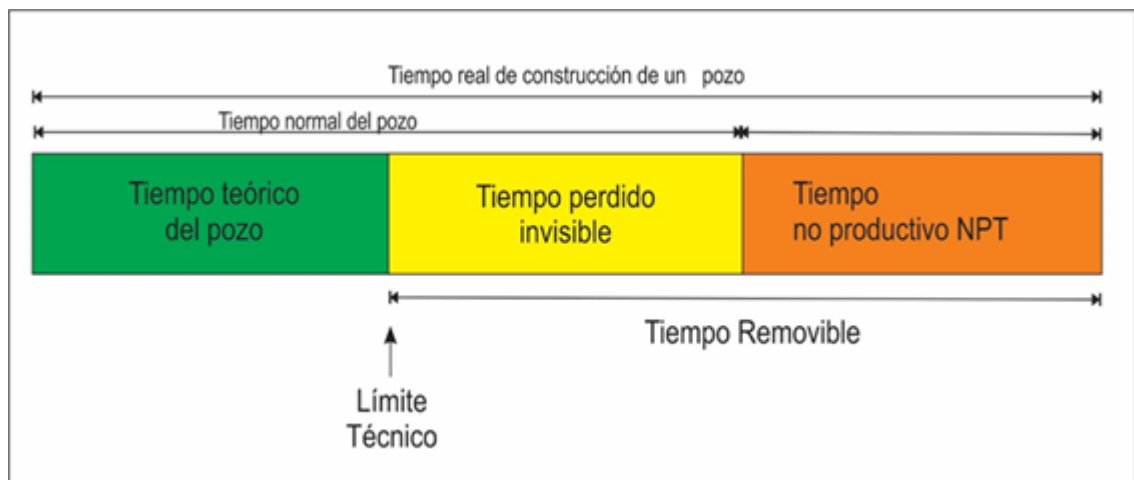 Tiempo real de construcción de un pozo
Tiempo normal del pozo
Tiempo teórico
del pozo
Tiempo perdido
invisible
Tiempo
no productivo NPT
Tiempo Removible
Límite
Técnico